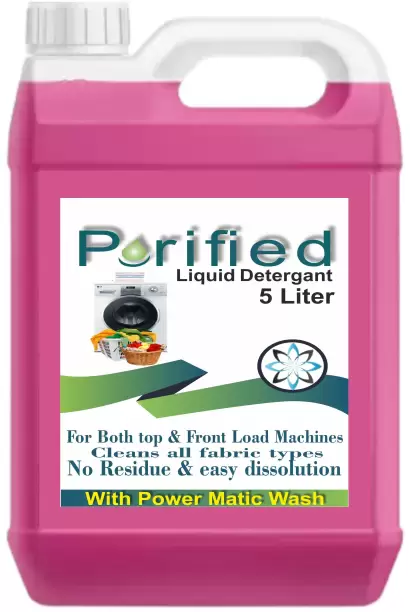 Purified
Liquid Detergant
5 Liter
For Both top & Front Load Machines
Cleans all fabric types
No Residue & easy dissolution
With Power Matic Wash